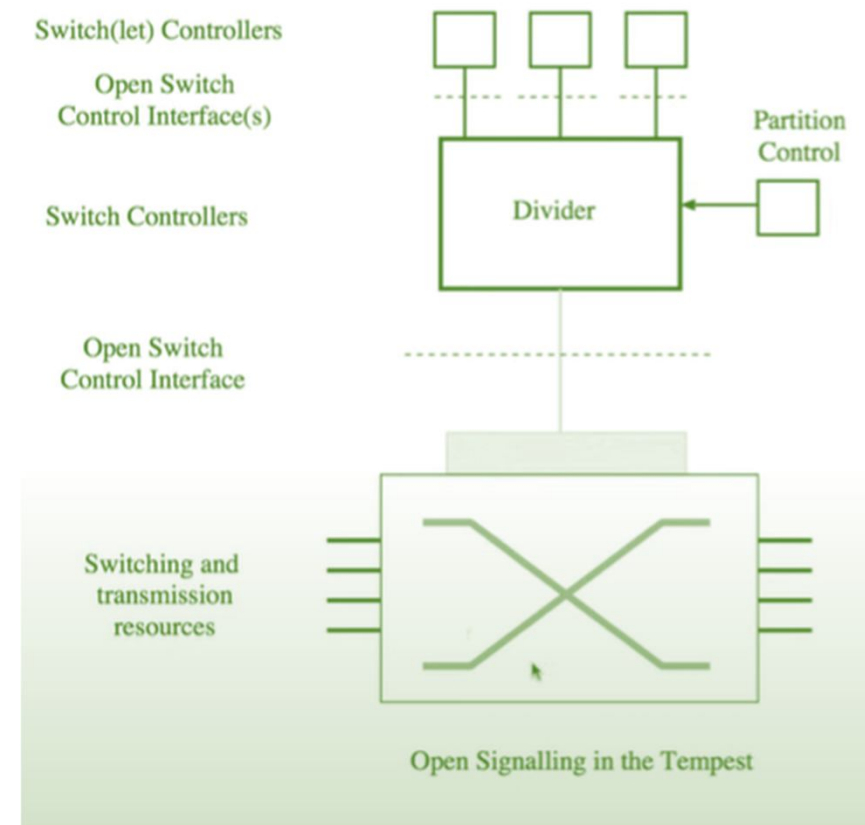 Switch(let) Controllers
Open Switch
Control Interface(s)
Partition
Control
Switch Controllers
Divider
Open Switch
Control Interface
Switching and
transmission
resources
Open Signalling in the Tempest